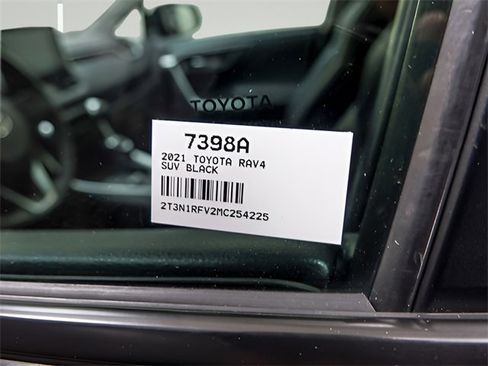 TOYOTA
7398A
2021 TOYOTA RAV4
SUV BLACK
2T3N1RFV2MC254225